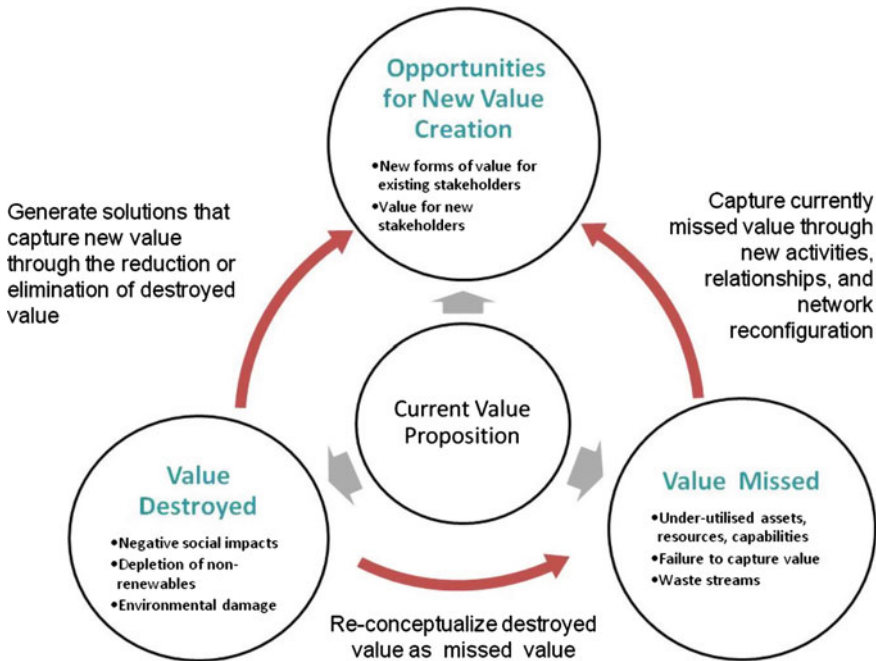 Opportunities
for New Value
Creation
•New forms of value for
existing stakeholders
•Value for new
stakeholders
Generate solutions that
capture new value
through the reduction or
elimination of destroyed
value
Capture currently
missed value through
new activities,
relationships, and
network
reconfiguration
Current Value
Proposition
Value
Destroyed
•Negative social impacts
•Depletion of non-
renewables
•Environmental damage
Value Missed
•Under-utilised assets,
resources, capabilities
•Failure to capture value
•Waste streams
Re-conceptualize destroyed
value as missed value